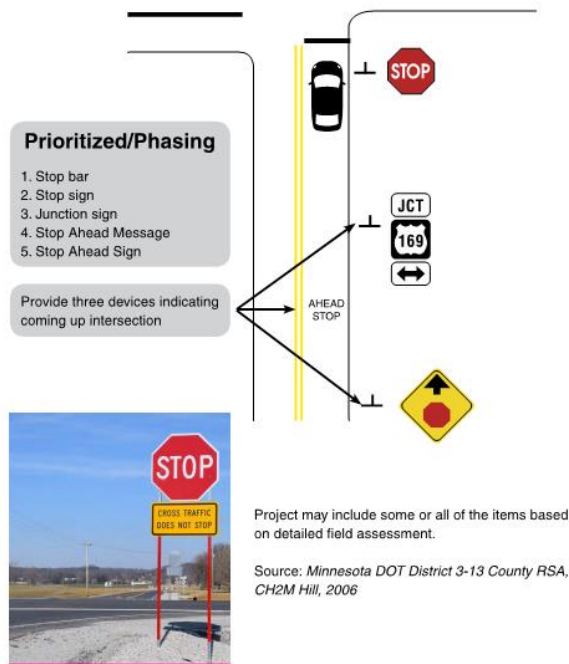 STOP
Prioritized/Phasing
1. Stop bar
2. Stop sign
3. Junction sign
4. Stop Ahead Message
5. Stop Ahead Sign
JCT
169
Provide three devices indicating
coming up intersection
AHEAD
STOP
STOP
CROSS TRAFFIC
DOES NOT STOP
Project may include some or all of the items based
on detailed field assessment.
Source: Minnesota DOT District 3-13 County RSA,
CH2M Hill, 2006